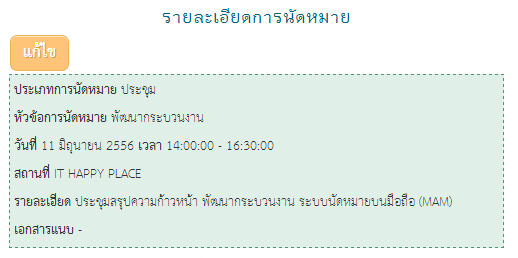 รายละเอียดการนัดหมาย
แก้ไข
ประเภทการนัดหมาย ประชุม
หัวข้อการนัดหมาย พัฒนากระบวนงาน
วันที่ 11 มิถุนายน 2556 เวลา 14:00:00 - 16:30:00
สถานที่ IT HAPPY PLACE
รายละเอียด ประชุมสรุปความก้าวหน้า พัฒนากระบวนงาน ระบบนัดหมายบนมือถือ (MAM)
เอกสารแนบ -